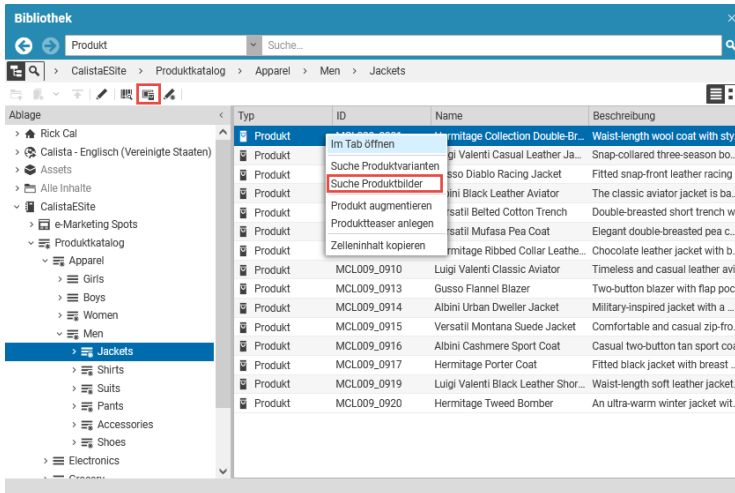 Bibliothek
Produkt
Suche...
> CalistaESite > Produktkatalog > Apparel > Men > Jackets
Ablage
Rick Cal
Calista - Englisch (Vereinigte Staaten)
Assets
Alle Inhalte
CalistaESite
e-Marketing Spots
Produktkatalog
Apparel
Girls
Boys
Women
Men
Jackets
Shirts
Suits
Pants
Accessories
Shoes
Electronics
Typ ID Name Beschreibung
Produkt Hermitage Collection Double-Br... Waist-length wool coat with sty
Produkt gi Valenti Casual Leather Ja... Snap-collared three-season bo..
Produkt sso Diablo Racing Jacket Fitted snap-front leather racing
Produkt ini Black Leather Aviator The classic aviator jacket is ba..
Produkt rsatil Belted Cotton Trench Double-breasted short trench w
Produkt rsatil Mufasa Pea Coat Elegant double-breasted pea c..
Produkt rmitage Ribbed Collar Leathe... Chocolate leather jacket with b.
Produkt MCL009_0910 Luigi Valenti Classic Aviator Timeless and casual leather avi
Produkt MCL009_0913 Gusso Flannel Blazer Two-button blazer with flap poc
Produkt MCL009_0914 Albini Urban Dweller Jacket Military-inspired jacket with a ...
Produkt MCL009_0915 Versatil Montana Suede Jacket Comfortable and casual zip-fro.
Produkt MCL009_0916 Albini Cashmere Sport Coat Casual two-button tan sport coa
Produkt MCL009_0917 Hermitage Porter Coat Fitted black jacket with breast ..
Produkt MCL009_0919 Luigi Valenti Black Leather Shor... Waist-length soft leather jacket.
Produkt MCL009_0920 Hermitage Tweed Bomber An ultra-warm winter jacket wit.
Im Tab öffnen
Suche Produktvarianten
Suche Produktbilder
Produkt augmentieren
Produktteaser anlegen
Zelleninhalt kopieren